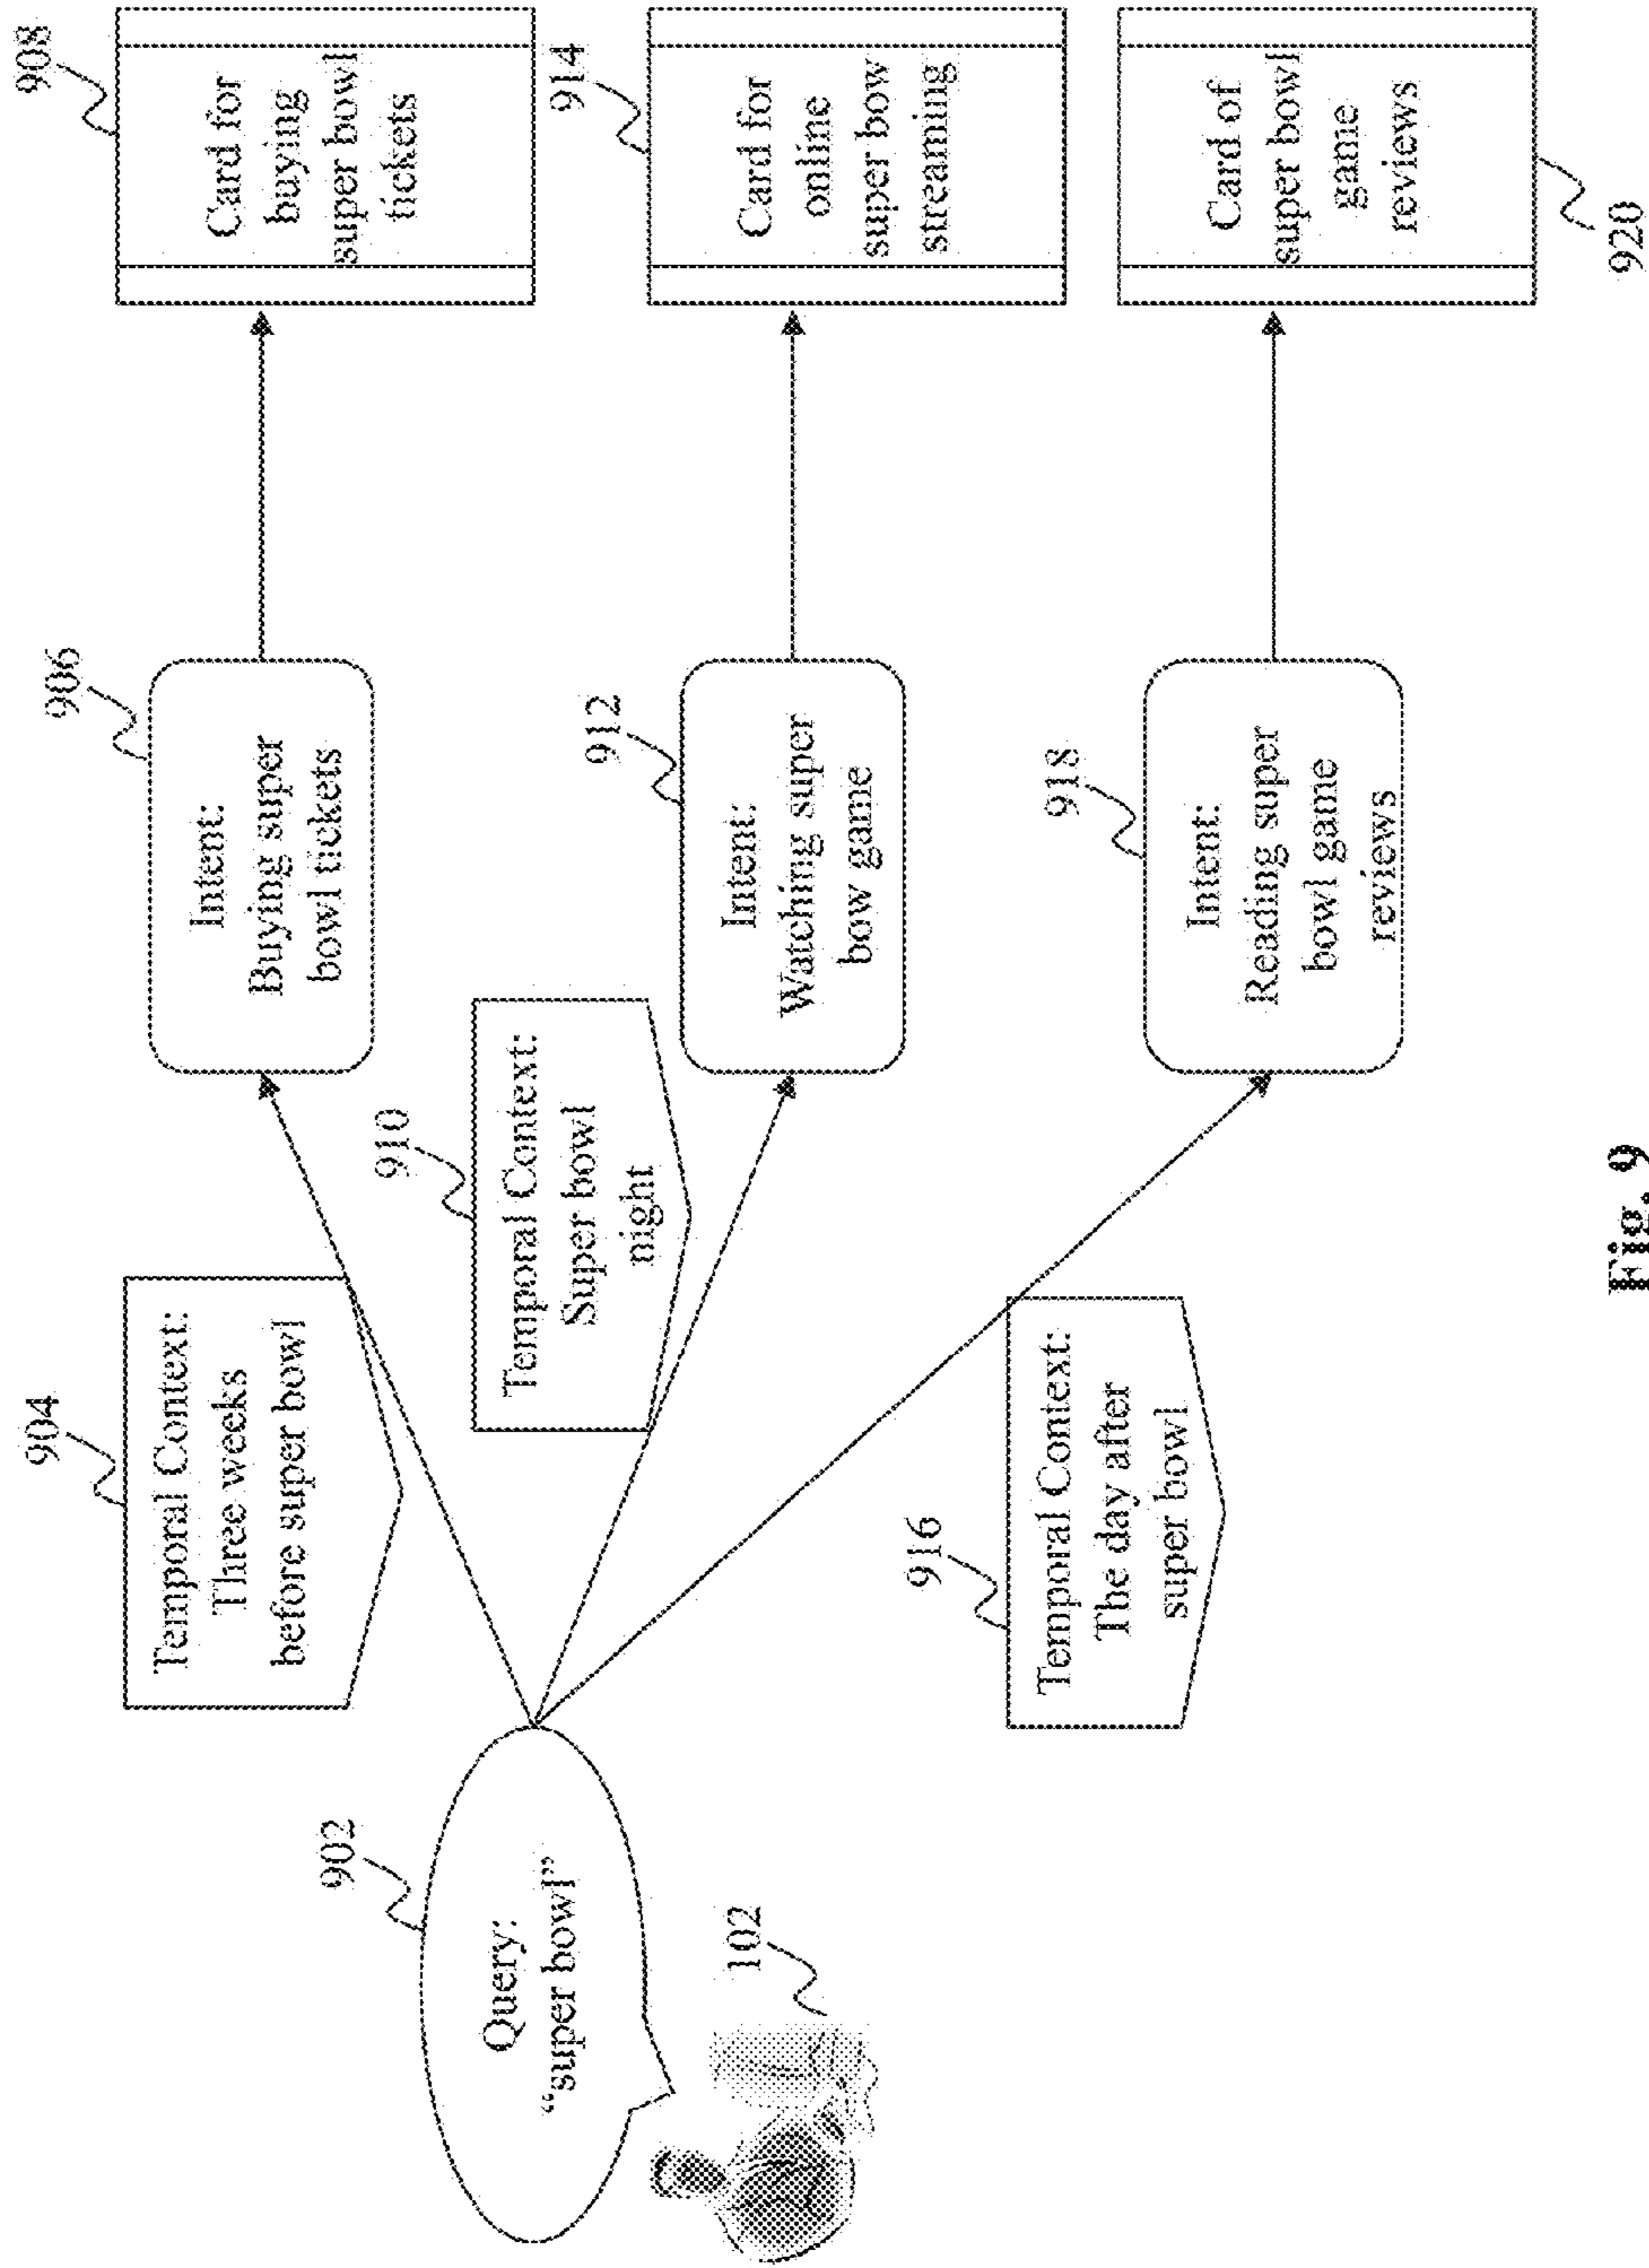 902
Query:
“super bowl”
102
904
Temporal Context:
Three weeks
before super bowl
906
Intent:
Buying super
bowl tickets
908
Card for
buying
super bowl
tickets
910
Temporal Context:
Super bowl
night
912
Intent:
Watching super
bow game
914
Card for
online
super bow
streaming
916
Temporal Context:
The day after
super bowl
918
Intent:
Reading super
bowl game
reviews
Card of
super bowl
game
reviews
920
Fig. 9